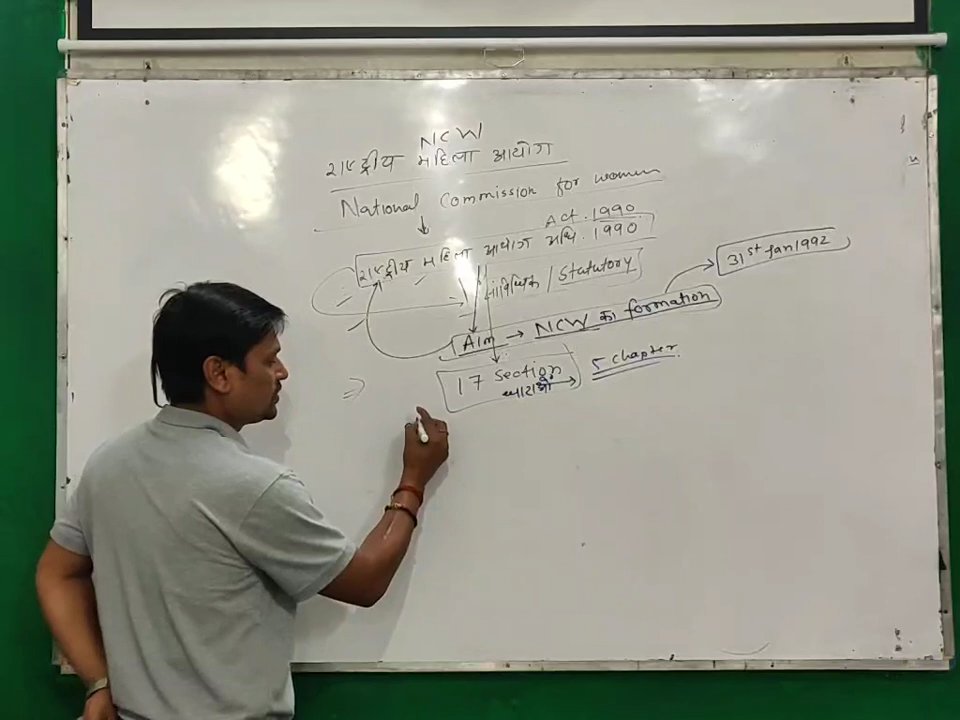 NCW
राष्ट्रीय महिला आयोग
National Commission for women
Act. 1990
राष्ट्रीय महिला आयोग अधि. 1990
सांविधिक / Statutory
31st Jan 1992
Aim → NCW का formation
17 Section
धाराओं
5 chapter